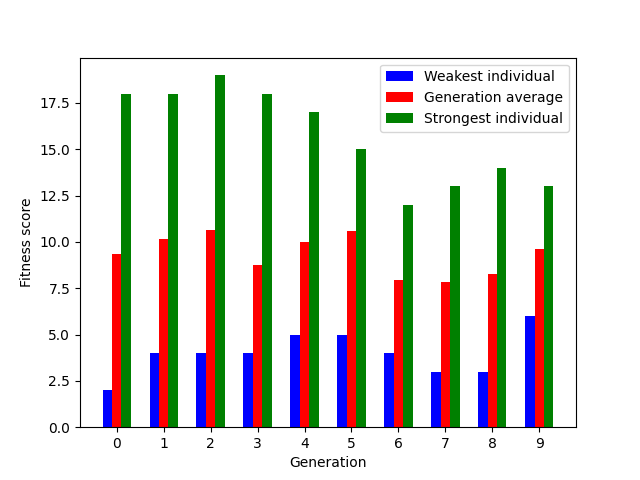 Weakest individual
Generation average
Strongest individual
17.5
15.0
12.5
10.0
7.5
5.0
2.5
0.0
Fitness score
0 1 2 3 4 5 6 7 8 9
Generation